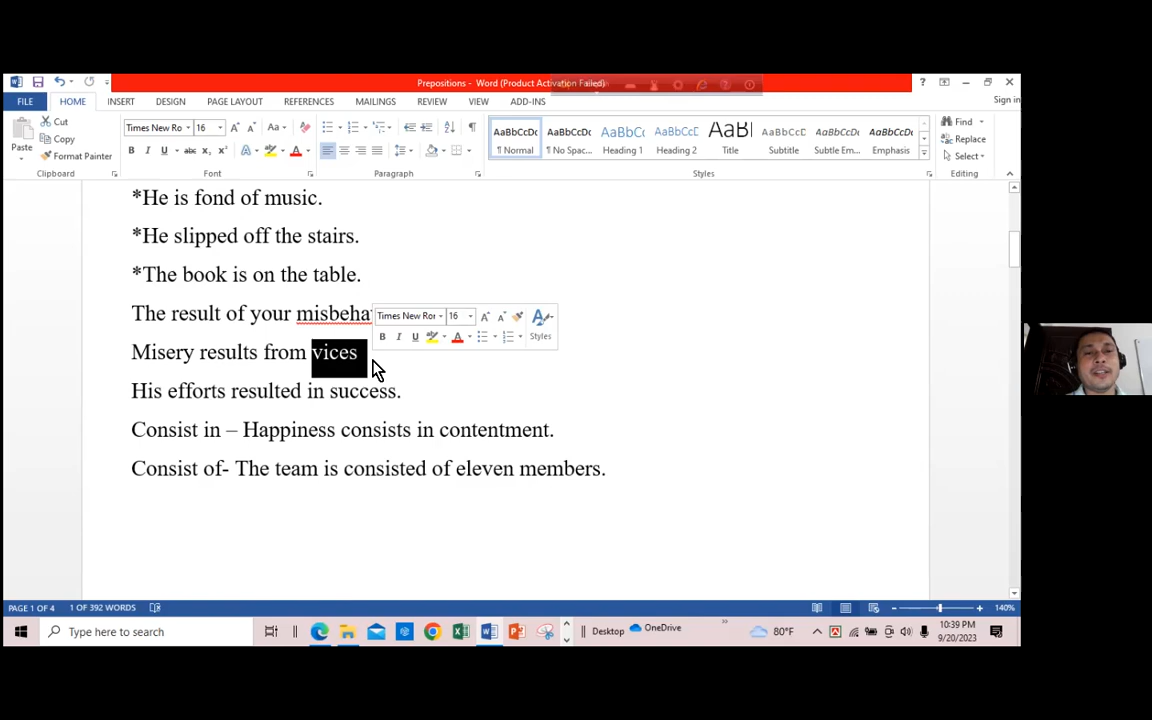 Prepositions - Word (Product Activation Failed)
FILE HOME INSERT DESIGN PAGE LAYOUT REFERENCES MAILINGS REVIEW VIEW ADD-INS
Sign in
Paste
Cut
Copy
Format Painter
Clipboard
Times New Ro 16
Font
Paragraph
AaBbCcDc AaBbCcDc AaBbC AaBbCcD AaB AaBbCcD AaBbCcDc AaBbCcDc
¶ Normal ¶ No Spac... Heading 1 Heading 2 Title Subtitle Subtle Em... Emphasis
Styles
Find
Replace
Select
Editing
*He is fond of music.
*He slipped off the stairs.
*The book is on the table.
The result of your
Times New Ror 16
Styles
Misery results from vices
His efforts resulted in success.
Consist in – Happiness consists in contentment.
Consist of- The team is consisted of eleven members.
PAGE 1 OF 4 1 OF 392 WORDS
140%
Type here to search
Desktop
OneDrive
80°F
10:39 PM
9/20/2023